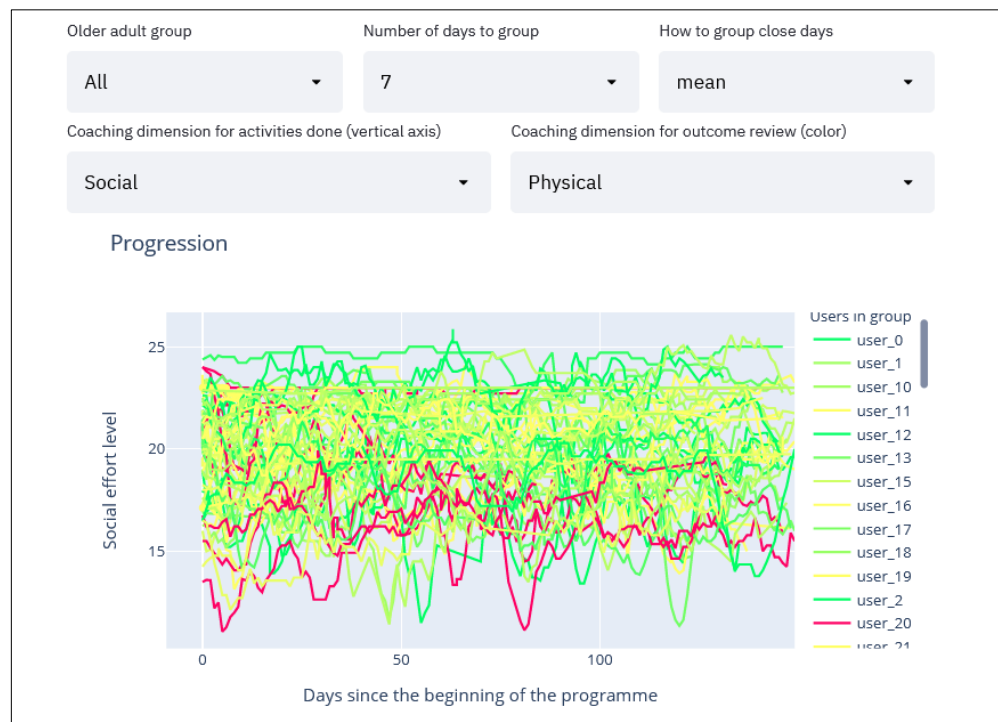 Older adult group Number of days to group How to group close days
All 7 mean
Coaching dimension for activities done (vertical axis) Coaching dimension for outcome review (color)
Social Physical
Progression
Users in group
25
user_0
user_1
user_10
user_11
user_12
20
user_13
user_15
user_16
user_17
15
user_18
user_19
user_2
user_20
user_21
Social effort level
0 50 100
Days since the beginning of the programme